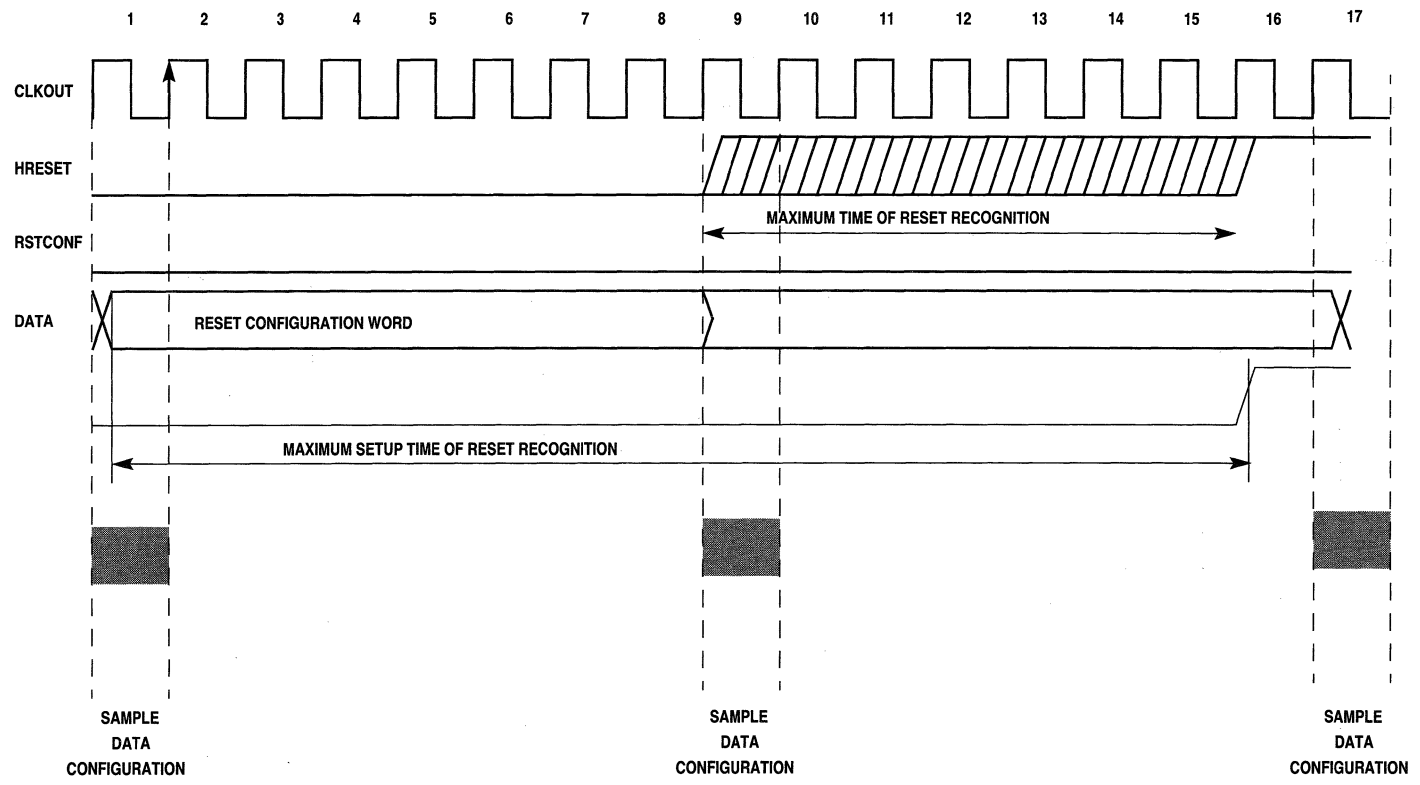 1 2 3 4 5 6 7 8 9 10 11 12 13 14 15 16 17
CLKOUT
HRESET
MAXIMUM TIME OF RESET RECOGNITION
RSTCONF
DATA
RESET CONFIGURATION WORD
MAXIMUM SETUP TIME OF RESET RECOGNITION
SAMPLE
DATA
CONFIGURATION
SAMPLE
DATA
CONFIGURATION
SAMPLE
DATA
CONFIGURATION